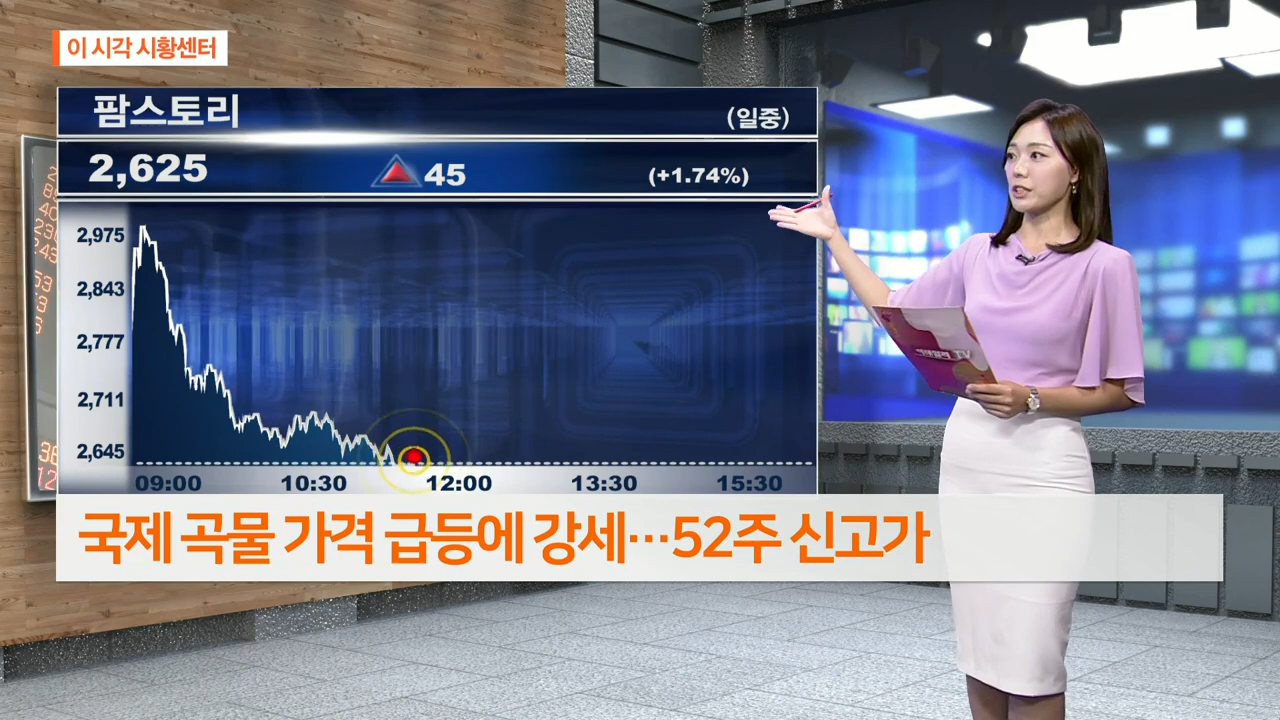 이 시각 시황센터
팜스토리
(일중)
2,625
45
(+1.74%)
2,975
2,843
2,777
2,711
2,645
09:00
10:30
12:00
13:30
15:30
국제 곡물 가격 급등에 강세…52주 신고가
TV